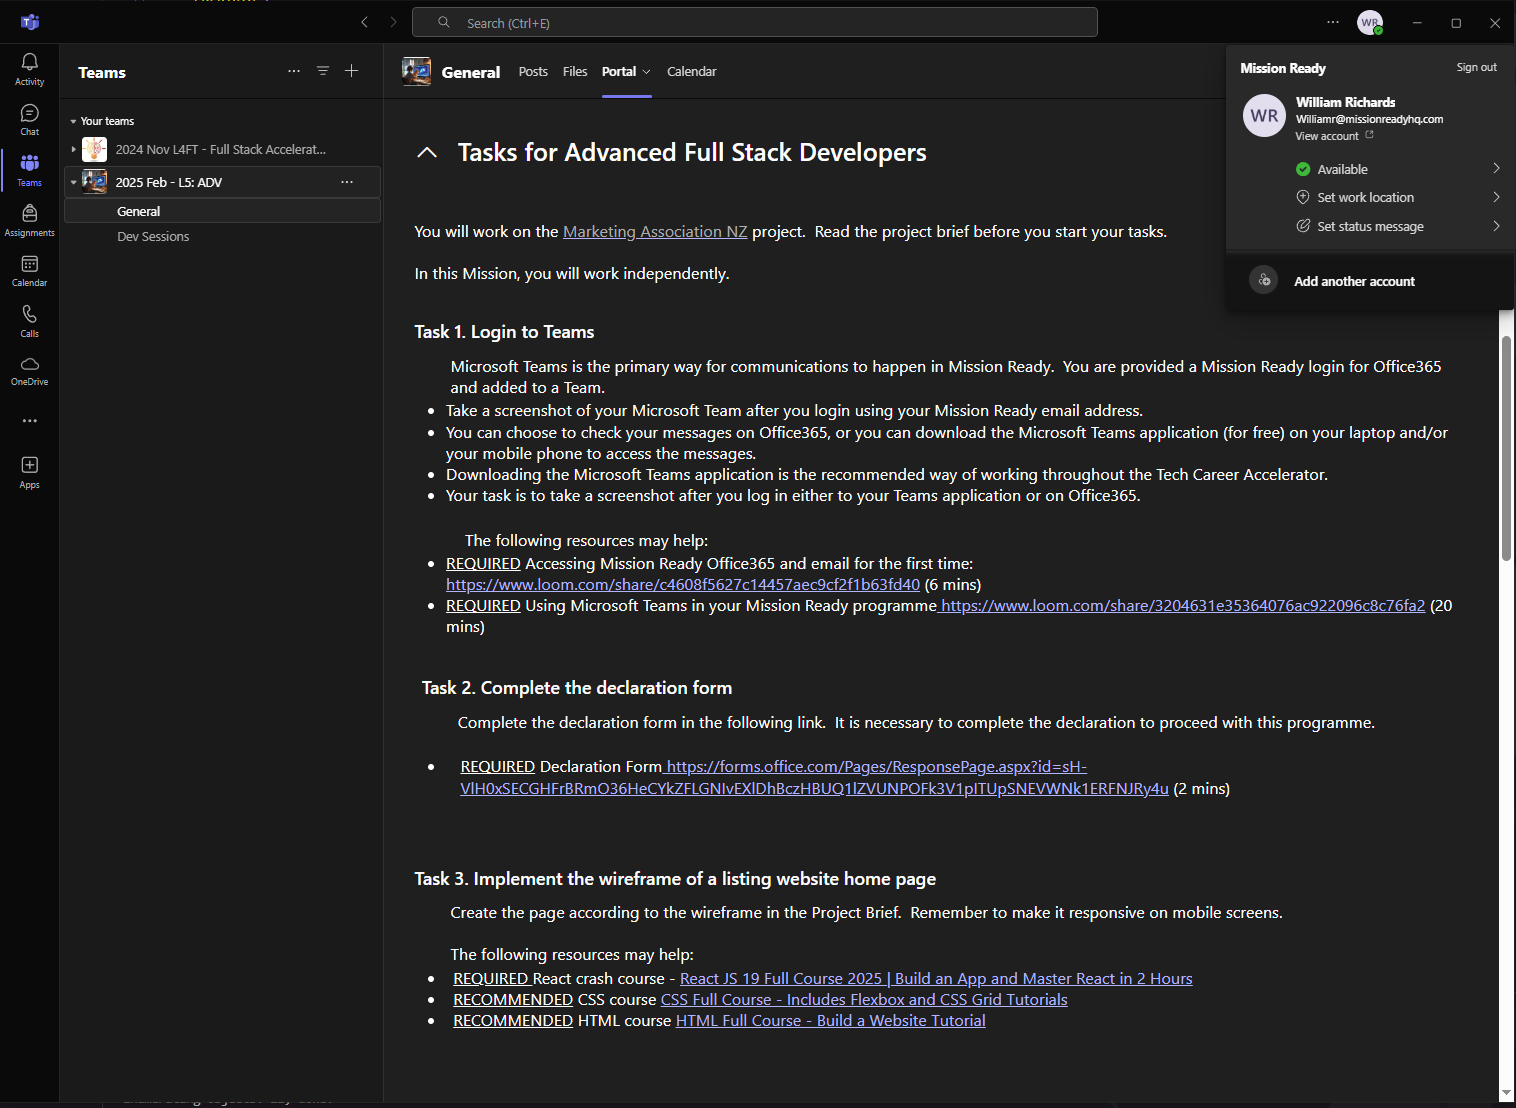 Search (Ctrl+E)
WR
Activity
Chat
Teams
Assignments
Calendar
Calls
OneDrive
Apps
Teams
Your teams
2024 Nov L4FT - Full Stack Accelerat...
2025 Feb - L5: ADV
General
Dev Sessions
General Posts Files Portal Calendar
Mission Ready Sign out
WR
William Richards
Williamr@missionreadyhq.com
View account
Available
Set work location
Set status message
Add another account
Tasks for Advanced Full Stack Developers
You will work on the Marketing Association NZ project. Read the project brief before you start your tasks.
In this Mission, you will work independently.
Task 1. Login to Teams
Microsoft Teams is the primary way for communications to happen in Mission Ready. You are provided a Mission Ready login for Office365
and added to a Team.
• Take a screenshot of your Microsoft Team after you login using your Mission Ready email address.
• You can choose to check your messages on Office365, or you can download the Microsoft Teams application (for free) on your laptop and/or
your mobile phone to access the messages.
• Downloading the Microsoft Teams application is the recommended way of working throughout the Tech Career Accelerator.
• Your task is to take a screenshot after you log in either to your Teams application or on Office365.
The following resources may help:
• REQUIRED Accessing Mission Ready Office365 and email for the first time:
https://www.loom.com/share/c4608f5627c14457aec9cf2f1b63fd40 (6 mins)
• REQUIRED Using Microsoft Teams in your Mission Ready programme https://www.loom.com/share/3204631e35364076ac922096c8c76fa2 (20
mins)
Task 2. Complete the declaration form
Complete the declaration form in the following link. It is necessary to complete the declaration to proceed with this programme.
• REQUIRED Declaration Form https://forms.office.com/Pages/ResponsePage.aspx?id=sH-
VlH0xSECGHFrBRmO36HeCYkZFLGNIvEXlDhBczHBUQ1lZVUNPOFk3V1pITUpSNEVWNk1ERFNJRy4u (2 mins)
Task 3. Implement the wireframe of a listing website home page
Create the page according to the wireframe in the Project Brief. Remember to make it responsive on mobile screens.
The following resources may help:
• REQUIRED React crash course - React JS 19 Full Course 2025 | Build an App and Master React in 2 Hours
• RECOMMENDED CSS course CSS Full Course - Includes Flexbox and CSS Grid Tutorials
• RECOMMENDED HTML course HTML Full Course - Build a Website Tutorial